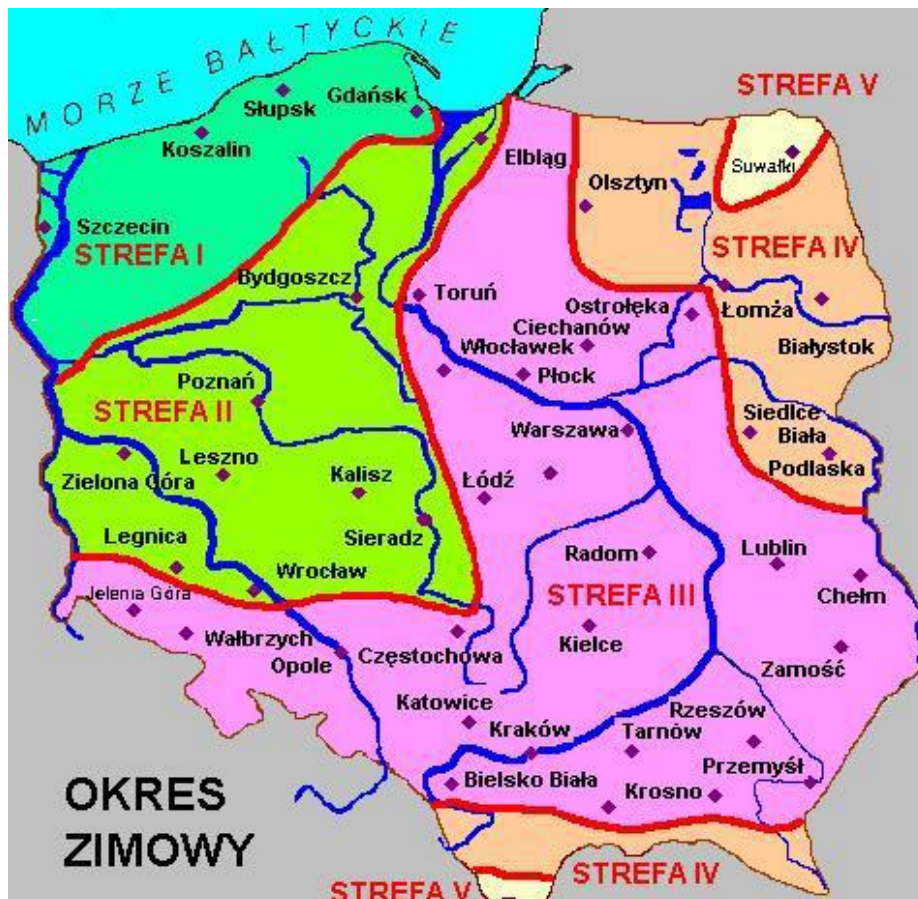 MORZE BAŁTYCKIE
STREFA V
Słupsk
Gdańsk
Koszalin
Elbląg
Suwałki
Olsztyn
Szczecin
STREFA I
STREFA IV
Bydgoszcz
Toruń
Ostrołęka
Łomża
Ciechanów
Włocławek
Białystok
Płock
Poznań
STREFA II
Siedlce
Warszawa
Biała
Podlaska
Leszno
Zielona Góra
Kalisz
Łódź
Legnica
Sieradz
Radom
Lublin
Wrocław
Jelenia Góra
STREFA III
Chełm
Wałbrzych
Kielce
Opole
Częstochowa
Zamość
Katowice
Rzeszów
Kraków
Tarnów
Przemyśl
OKRES
ZIMOWY
Bielsko Biała
Krosno
STREFA IV
STREFA V